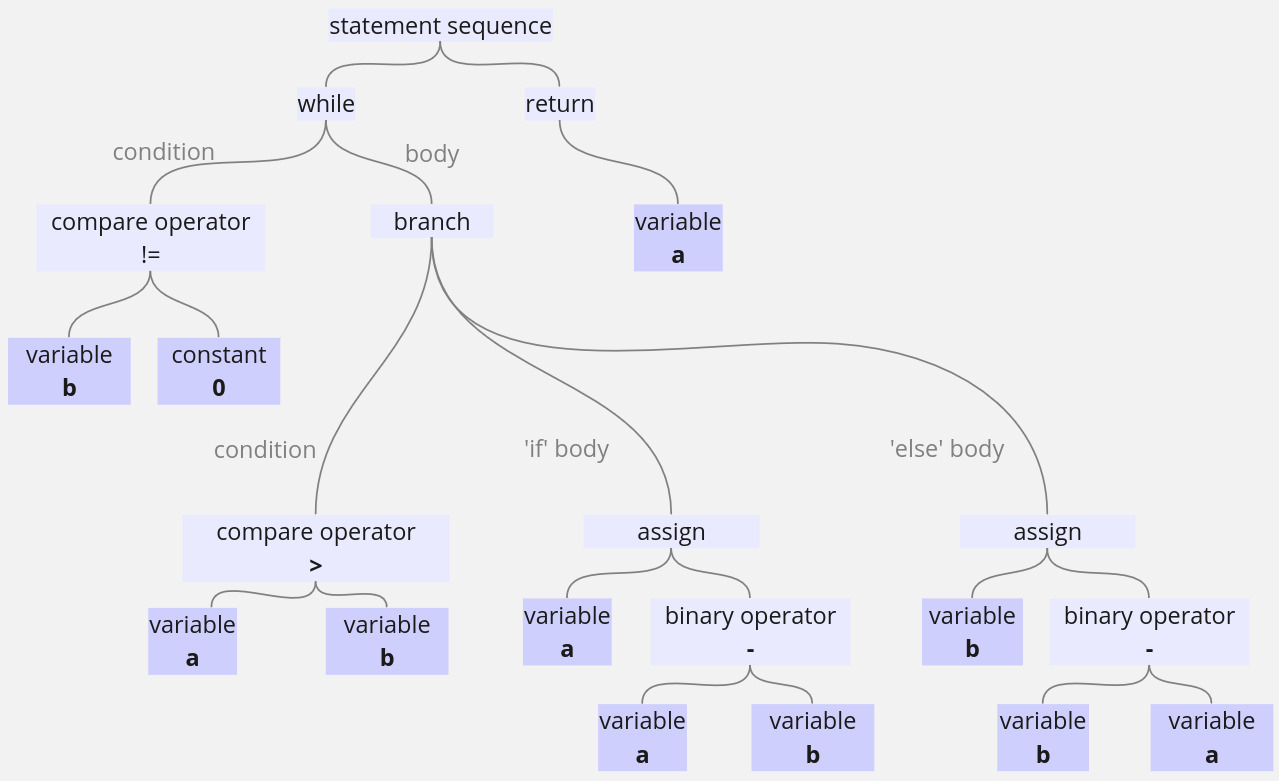 statement sequence
while
return
condition
body
compare operator
!=
branch
variable
a
variable
b
constant
0
condition
'if' body
'else' body
compare operator
>
assign
assign
variable
a
variable
b
variable
a
binary operator
-
variable
b
binary operator
-
variable
a
variable
b
variable
b
variable
a